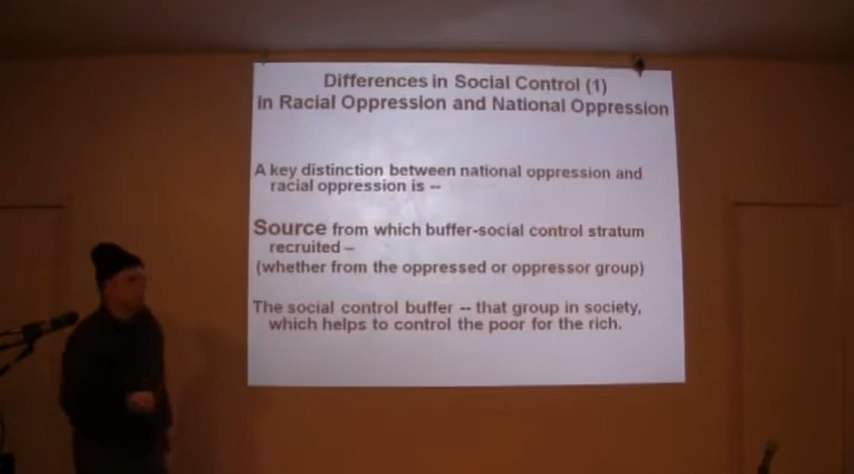 Differences in Social Control (1)
in Racial Oppression and National Oppression
A key distinction between national oppression and
racial oppression is --
Source from which buffer-social control stratum
recruited –
(whether from the oppressed or oppressor group)
The social control buffer -- that group in society,
which helps to control the poor for the rich.